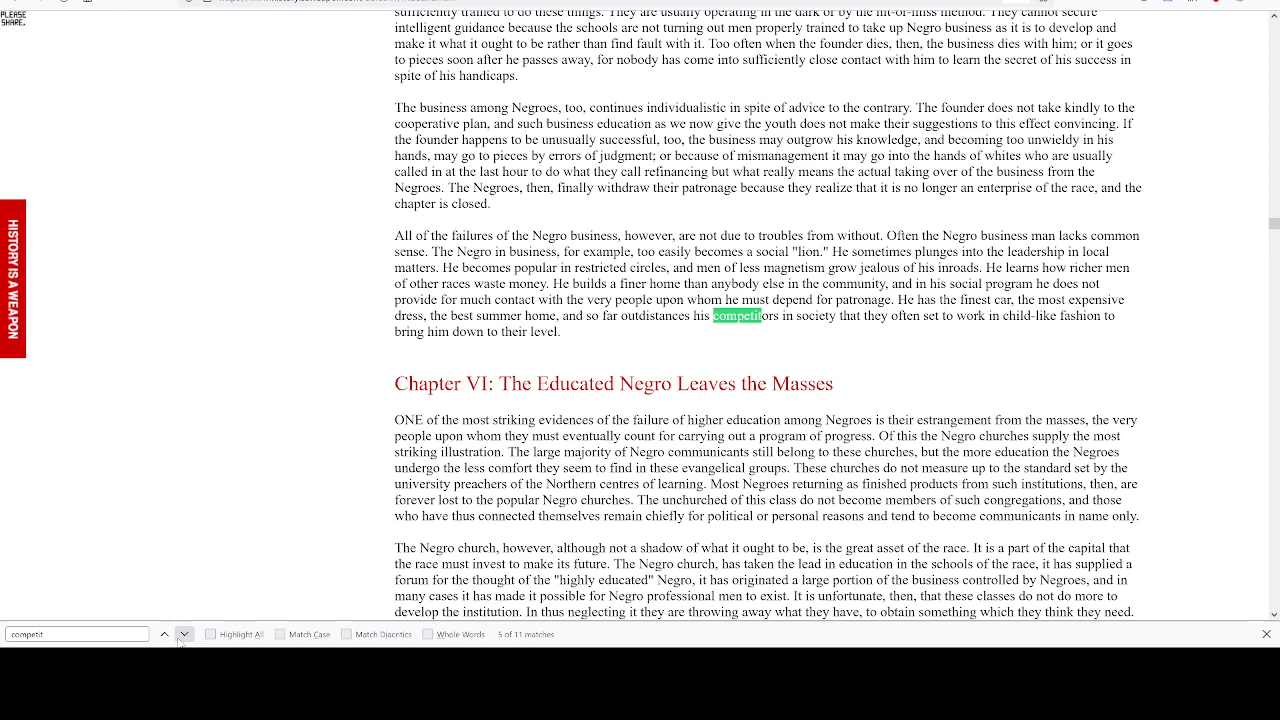 PLEASE
SHARE.
sufficiently trained to do these things. They are usually operating in the dark or by the hit-or-miss method. They cannot secure
intelligent guidance because the schools are not turning out men properly trained to take up Negro business as it is to develop and
make it what it ought to be rather than find fault with it. Too often when the founder dies, then, the business dies with him; or it goes
to pieces soon after he passes away, for nobody has come into sufficiently close contact with him to learn the secret of his success in
spite of his handicaps.
The business among Negroes, too, continues individualistic in spite of advice to the contrary. The founder does not take kindly to the
cooperative plan, and such business education as we now give the youth does not make their suggestions to this effect convincing. If
the founder happens to be unusually successful, too, the business may outgrow his knowledge, and becoming too unwieldy in his
hands, may go to pieces by errors of judgment; or because of mismanagement it may go into the hands of whites who are usually
called in at the last hour to do what they call refinancing but what really means the actual taking over of the business from the
Negroes. The Negroes, then, finally withdraw their patronage because they realize that it is no longer an enterprise of the race, and the
chapter is closed.
All of the failures of the Negro business, however, are not due to troubles from without. Often the Negro business man lacks common
sense. The Negro in business, for example, too easily becomes a social "lion." He sometimes plunges into the leadership in local
matters. He becomes popular in restricted circles, and men of less magnetism grow jealous of his inroads. He learns how richer men
of other races waste money. He builds a finer home than anybody else in the community, and in his social program he does not
provide for much contact with the very people upon whom he must depend for patronage. He has the finest car, the most expensive
dress, the best summer home, and so far outdistances his competitors in society that they often set to work in child-like fashion to
bring him down to their level.
HISTORY IS A WEAPON
Chapter VI: The Educated Negro Leaves the Masses
ONE of the most striking evidences of the failure of higher education among Negroes is their estrangement from the masses, the very
people upon whom they must eventually count for carrying out a program of progress. Of this the Negro churches supply the most
striking illustration. The large majority of Negro communicants still belong to these churches, but the more education the Negroes
undergo the less comfort they seem to find in these evangelical groups. These churches do not measure up to the standard set by the
university preachers of the Northern centres of learning. Most Negroes returning as finished products from such institutions, then, are
forever lost to the popular Negro churches. The unchurched of this class do not become members of such congregations, and those
who have thus connected themselves remain chiefly for political or personal reasons and tend to become communicants in name only.
The Negro church, however, although not a shadow of what it ought to be, is the great asset of the race. It is a part of the capital that
the race must invest to make its future. The Negro church, has taken the lead in education in the schools of the race, it has supplied a
forum for the thought of the "highly educated" Negro, it has originated a large portion of the business controlled by Negroes, and in
many cases it has made it possible for Negro professional men to exist. It is unfortunate, then, that these classes do not do more to
develop the institution. In thus neglecting it they are throwing away what they have, to obtain something which they think they need.
competit Highlight All Match Case Match Diacritics Whole Words 5 of 11 matches